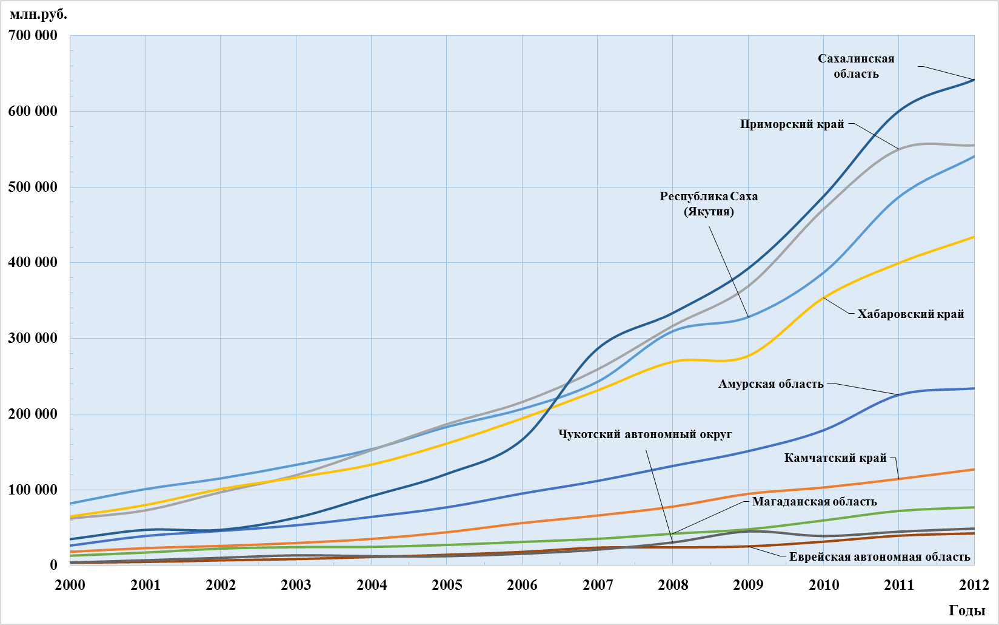 млн.руб.
700 000
600 000
500 000
400 000
300 000
200 000
100 000
0
Сахалинская
область
Приморский край
Республика Саха
(Якутия)
Хабаровский край
Амурская область
Чукотский автономный округ
Камчатский край
Магаданская область
Еврейская автономная область
2000 2001 2002 2003 2004 2005 2006 2007 2008 2009 2010 2011 2012
Годы